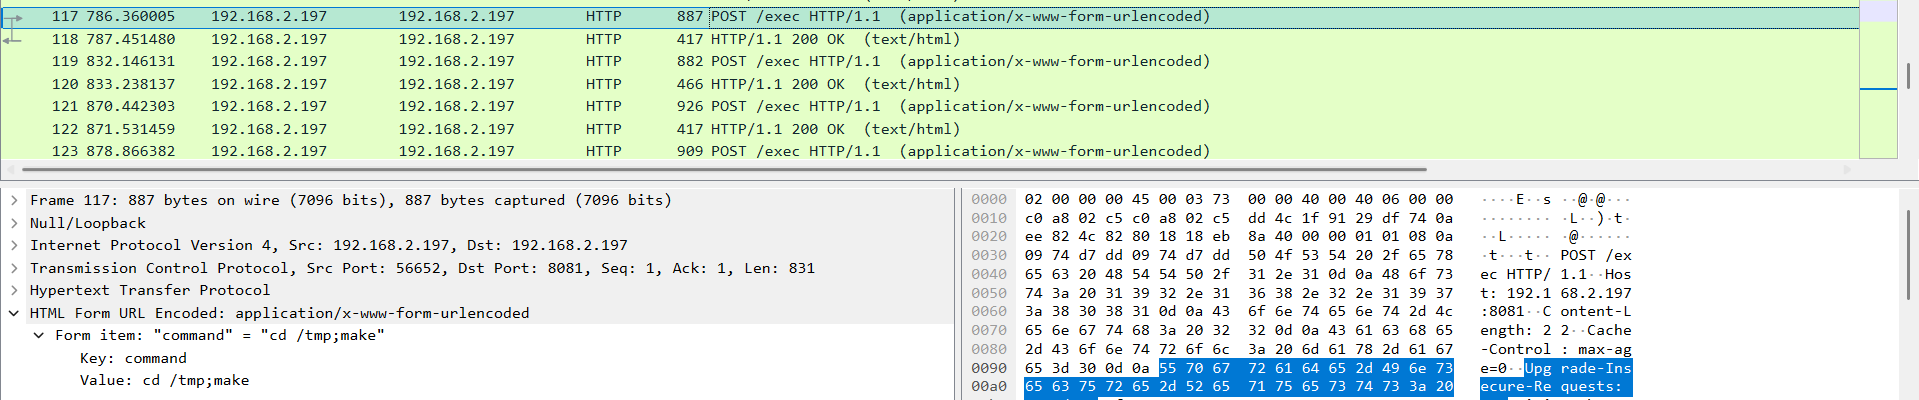 117 786.360005 192.168.2.197 192.168.2.197 HTTP 887 POST /exec HTTP/1.1  (application/x-www-form-urlencoded)
118 787.451480 192.168.2.197 192.168.2.197 HTTP 417 HTTP/1.1 200 OK  (text/html)
119 832.146131 192.168.2.197 192.168.2.197 HTTP 882 POST /exec HTTP/1.1  (application/x-www-form-urlencoded)
120 833.238137 192.168.2.197 192.168.2.197 HTTP 466 HTTP/1.1 200 OK  (text/html)
121 870.442303 192.168.2.197 192.168.2.197 HTTP 926 POST /exec HTTP/1.1  (application/x-www-form-urlencoded)
122 871.531459 192.168.2.197 192.168.2.197 HTTP 417 HTTP/1.1 200 OK  (text/html)
123 878.866382 192.168.2.197 192.168.2.197 HTTP 909 POST /exec HTTP/1.1  (application/x-www-form-urlencoded)
Frame 117: 887 bytes on wire (7096 bits), 887 bytes captured (7096 bits)
Null/Loopback
Internet Protocol Version 4, Src: 192.168.2.197, Dst: 192.168.2.197
Transmission Control Protocol, Src Port: 56652, Dst Port: 8081, Seq: 1, Ack: 1, Len: 831
Hypertext Transfer Protocol
HTML Form URL Encoded: application/x-www-form-urlencoded
Form item: "command" = "cd /tmp;make"
Key: command
Value: cd /tmp;make
0000 02 00 00 00 45 00 03 73 00 00 40 00 40 06 00 00 ····E··s ··@·@···
0010 c0 a8 02 c5 c0 a8 02 c5 dd 4c 1f 91 29 df 74 0a ········ ·L··)·t·
0020 ee 82 4c 82 80 18 18 eb 8a 40 00 00 01 01 08 0a ··L····· ·@······
0030 09 74 d7 dd 09 74 d7 dd 50 4f 53 54 20 2f 65 78 ·t···t·· POST /ex
0040 65 63 20 48 54 54 50 2f 31 2e 31 0d 0a 48 6f 73 ec HTTP/ 1.1··Hos
0050 74 3a 20 31 39 32 2e 31 36 38 2e 32 2e 31 39 37 t: 192.1 68.2.197
0060 3a 38 30 38 31 0d 0a 43 6f 6e 74 65 6e 74 2d 4c :8081··C ontent-L
0070 65 6e 67 74 68 3a 20 32 32 0d 0a 43 61 63 68 65 ength: 2 2··Cache
0080 2d 43 6f 6e 74 72 6f 6c 3a 20 6d 61 78 2d 61 67 -Control : max-ag
0090 65 3d 30 0d 0a 55 70 67 72 61 64 65 2d 49 6e 73 e=0··Upg rade-Ins
00a0 65 63 75 72 65 2d 52 65 71 75 65 73 74 73 3a 20 ecure-Re quests: